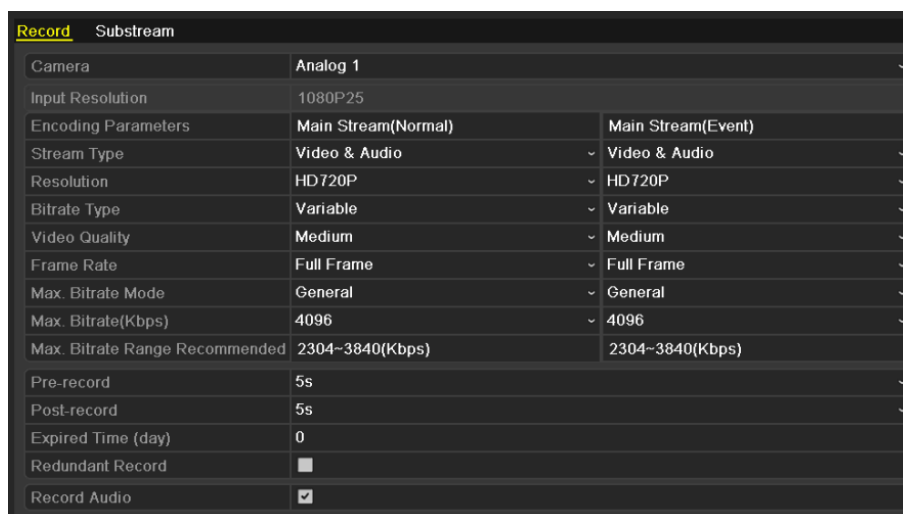 Record Substream
Camera Analog 1
Input Resolution 1080P25
Encoding Parameters Main Stream(Normal) Main Stream(Event)
Stream Type Video & Audio Video & Audio
Resolution HD720P HD720P
Bitrate Type Variable Variable
Video Quality Medium Medium
Frame Rate Full Frame Full Frame
Max. Bitrate Mode General General
Max. Bitrate(Kbps) 4096 4096
Max. Bitrate Range Recommended 2304~3840(Kbps) 2304~3840(Kbps)
Pre-record 5s
Post-record 5s
Expired Time (day) 0
Redundant Record
Record Audio